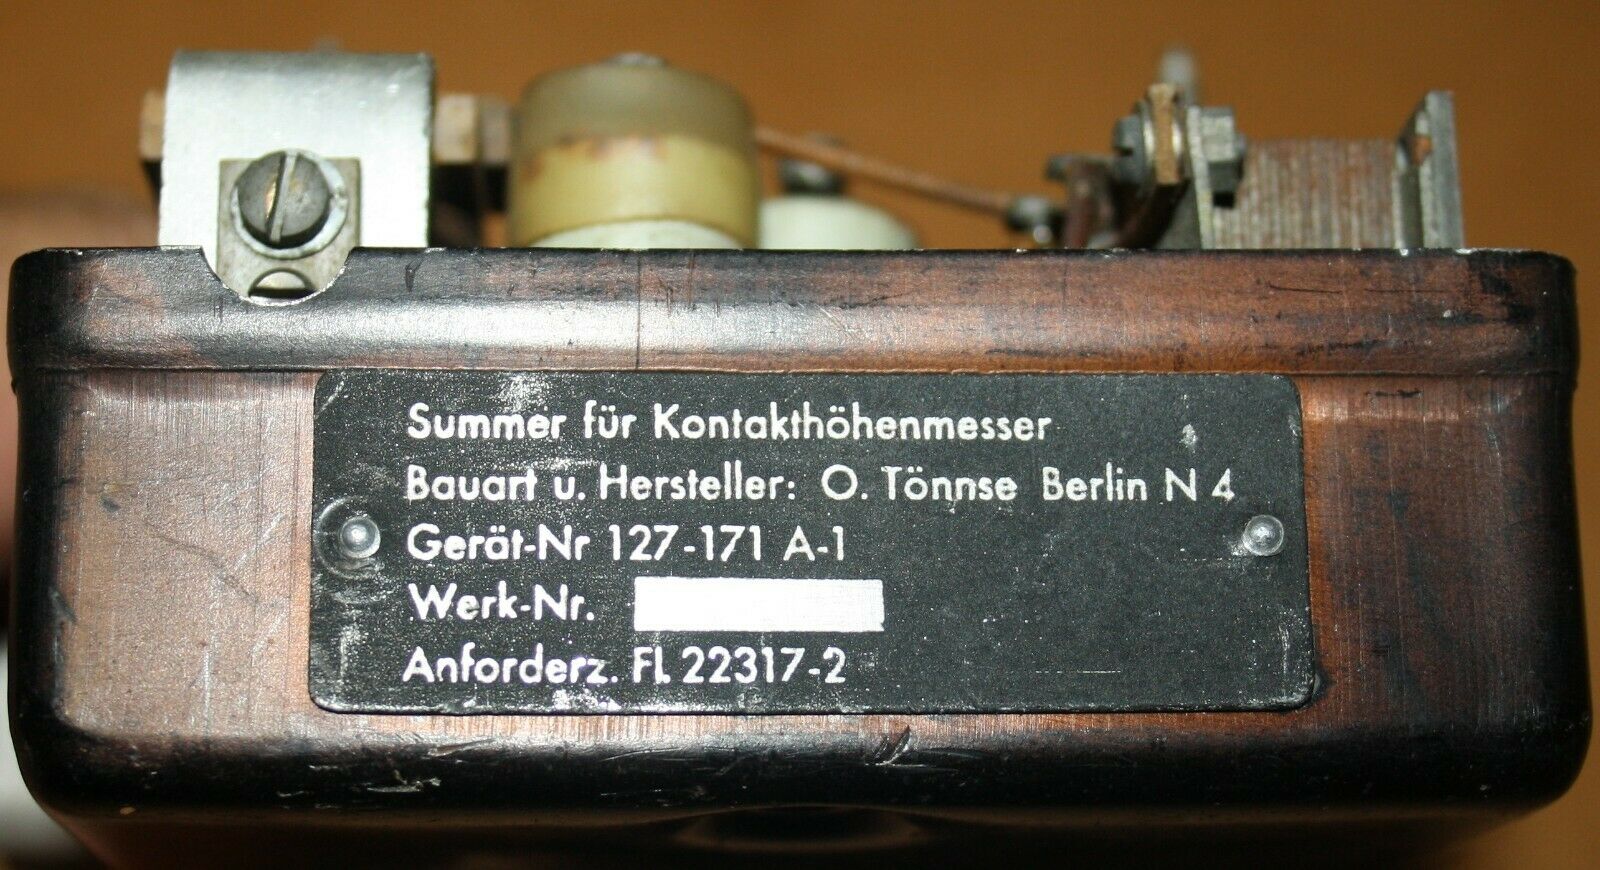 Summer für Kontakthöhenmesser
Bauart u. Hersteller: O. Tönnse Berlin N 4
Gerät-Nr 127-171 A-1
Werk-Nr.
Anforderz. Fl. 22317-2